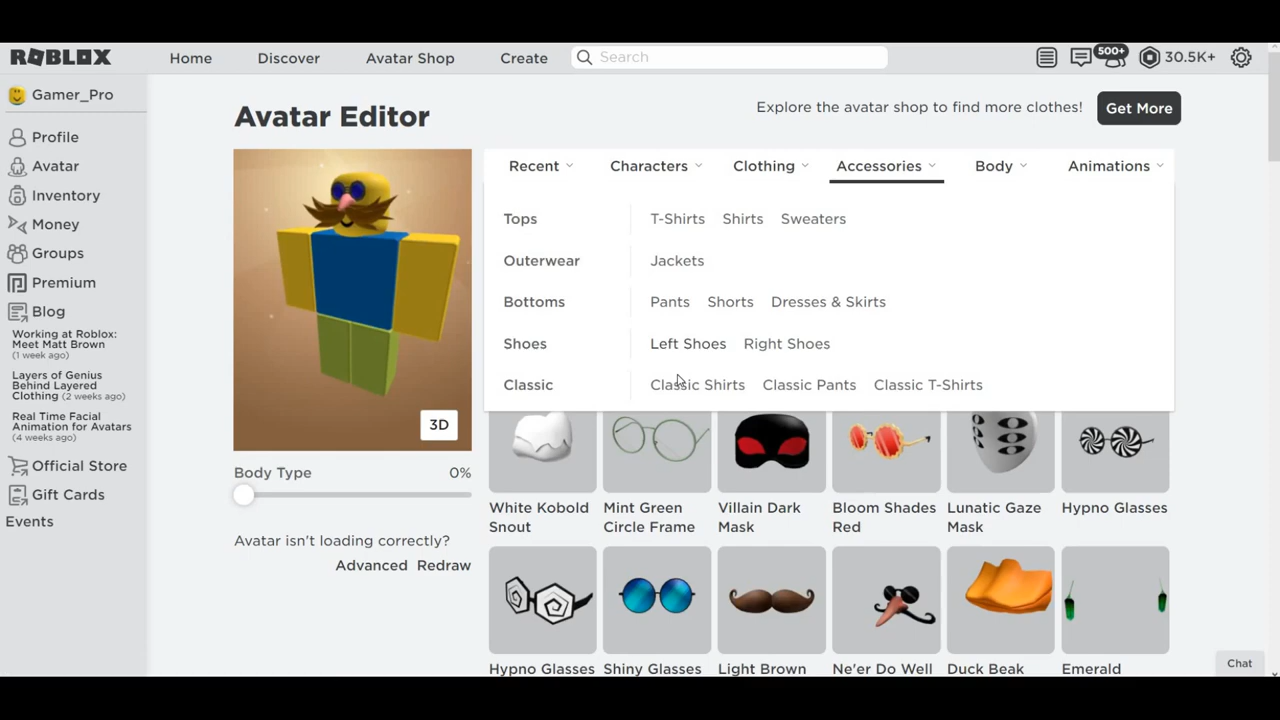 ROBLOX
Home Discover Avatar Shop Create Search 500+ 30.5K+
Gamer_Pro
Profile
Avatar
Inventory
Money
Groups
Premium
Blog
Working at Roblox:
Meet Matt Brown
(1 week ago)
Layers of Genius
Behind Layered
Clothing (2 weeks ago)
Real Time Facial
Animation for Avatars
(4 weeks ago)
Official Store
Gift Cards
Events
Avatar Editor
Explore the avatar shop to find more clothes! Get More
3D
Body Type 0%
Avatar isn't loading correctly?
Advanced Redraw
Recent Characters Clothing Accessories Body Animations
Tops T-Shirts Shirts Sweaters
Outerwear Jackets
Bottoms Pants Shorts Dresses & Skirts
Shoes Left Shoes Right Shoes
Classic Classic Shirts Classic Pants Classic T-Shirts
White Kobold Mint Green Villain Dark Bloom Shades Lunatic Gaze Hypno Glasses
Snout Circle Frame Mask Red Mask
Hypno Glasses Shiny Glasses Light Brown Ne'er Do Well Duck Beak Emerald
Chat